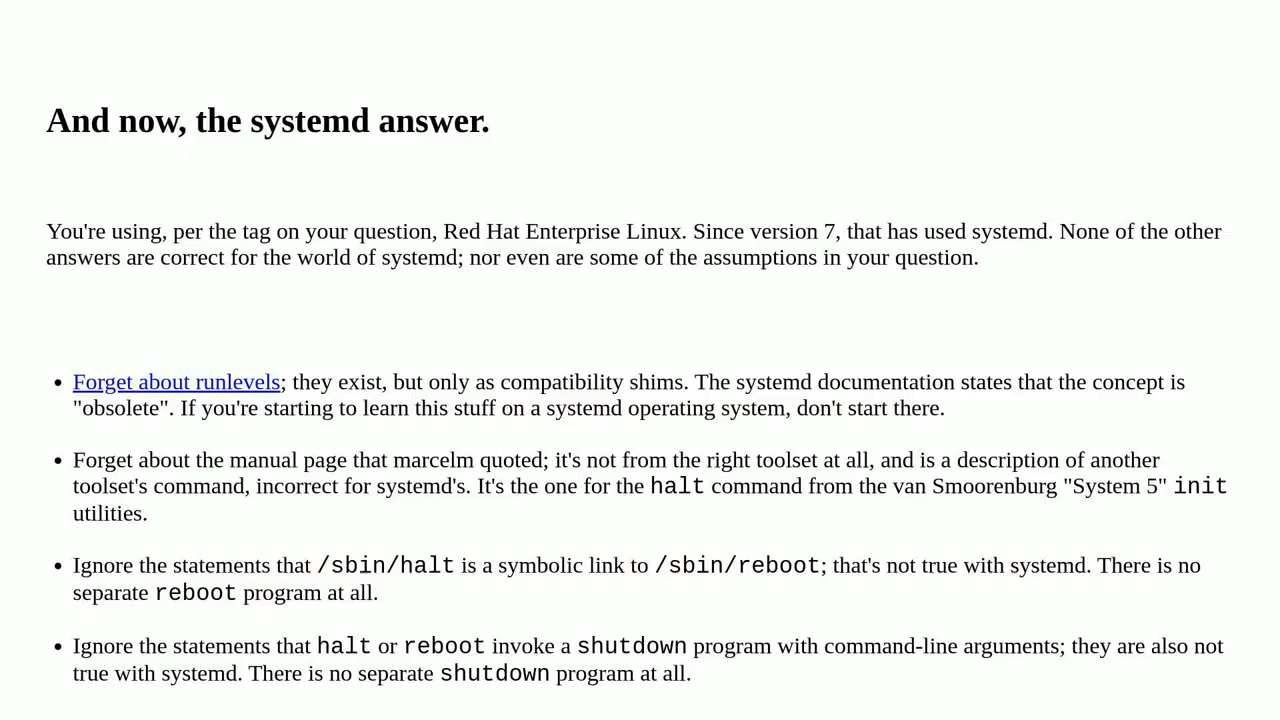 And now, the systemd answer.
You're using, per the tag on your question, Red Hat Enterprise Linux. Since version 7, that has used systemd. None of the other
answers are correct for the world of systemd; nor even are some of the assumptions in your question.
• Forget about runlevels; they exist, but only as compatibility shims. The systemd documentation states that the concept is
"obsolete". If you're starting to learn this stuff on a systemd operating system, don't start there.
• Forget about the manual page that marcelm quoted; it's not from the right toolset at all, and is a description of another
toolset's command, incorrect for systemd's. It's the one for the halt command from the van Smoorenburg "System 5" init
utilities.
• Ignore the statements that /sbin/halt is a symbolic link to /sbin/reboot; that's not true with systemd. There is no
separate reboot program at all.
• Ignore the statements that halt or reboot invoke a shutdown program with command-line arguments; they are also not
true with systemd. There is no separate shutdown program at all.